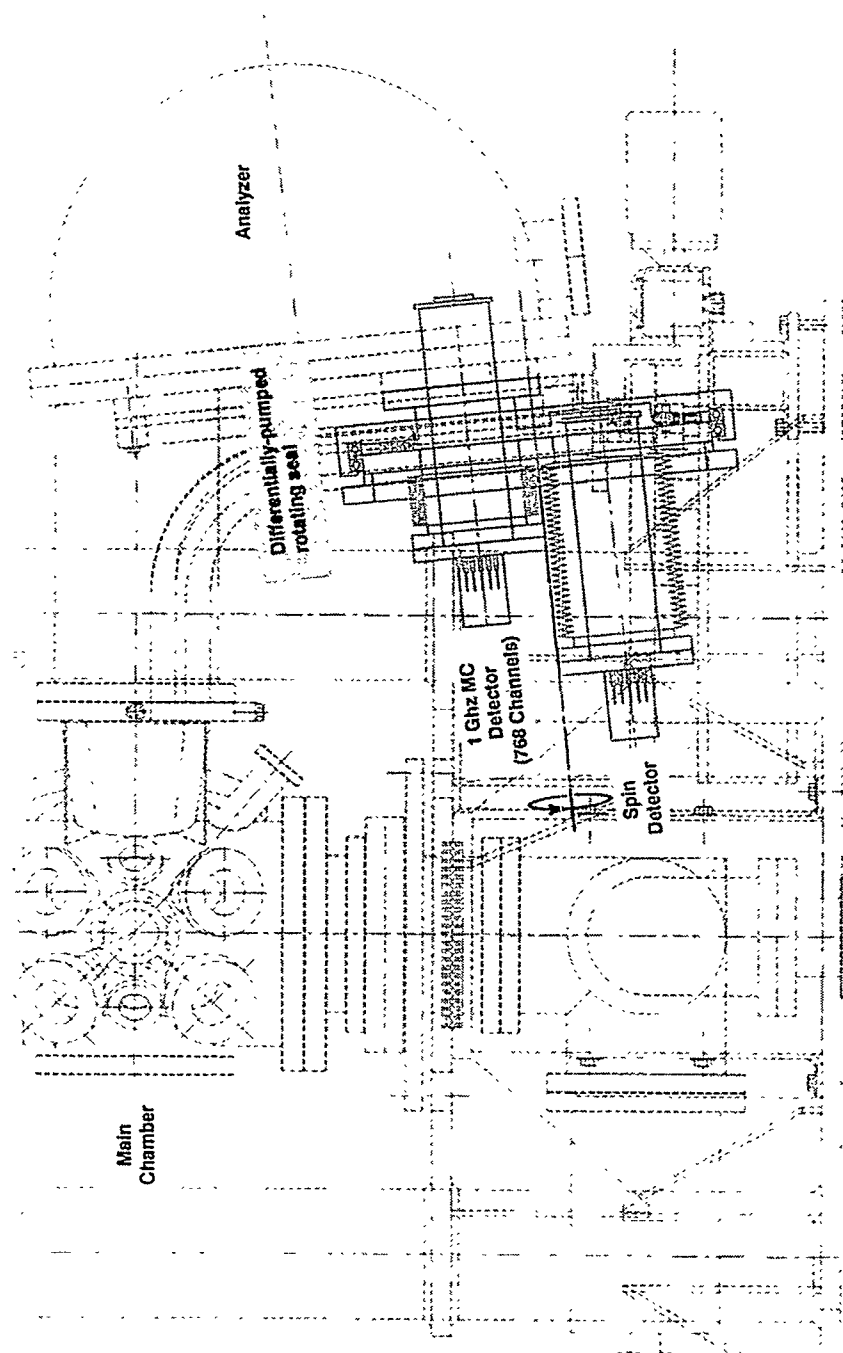 Analyzer
Differentially-pumped
rotating seal
1 Ghz MC
Detector
(768 Channels)
Spin
Detector
Main
Chamber